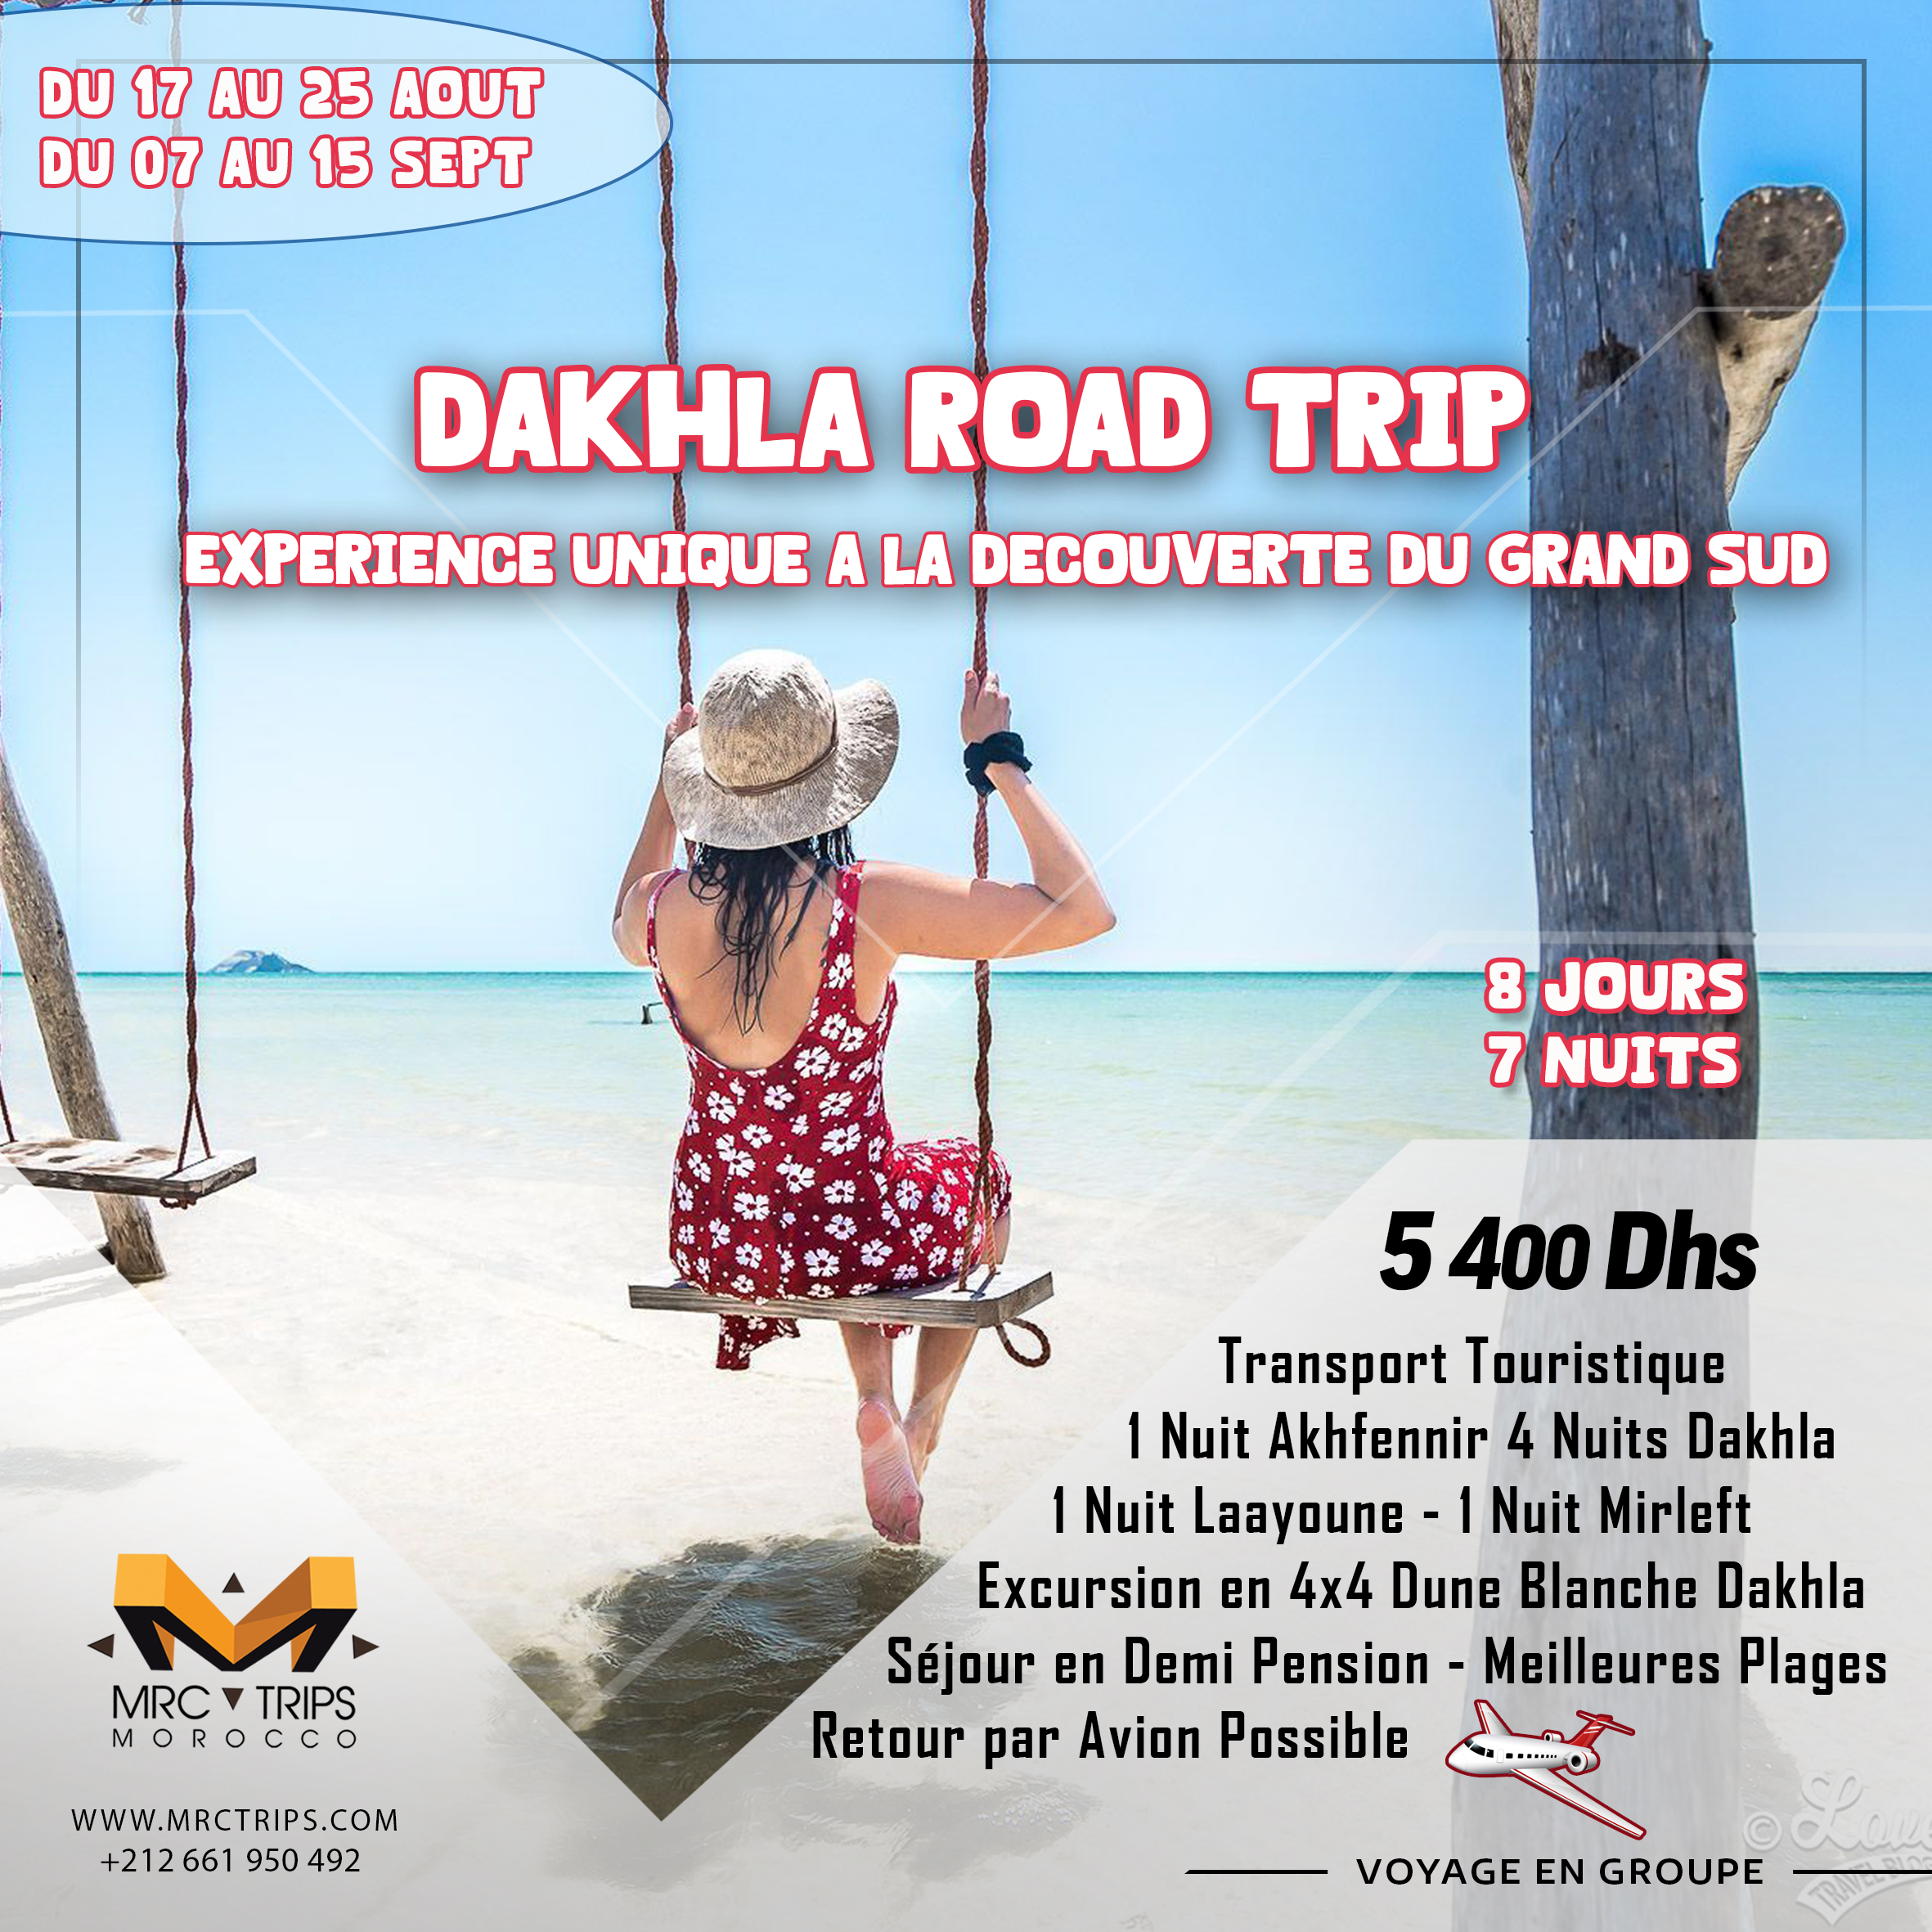 DU 17 AU 25 AOUT
DU 07 AU 15 SEPT
DAKHLA ROAD TRIP
EXPERIENCE UNIQUE A LA DECOUVERTE DU GRAND SUD
8 JOURS
7 NUITS
5 400 Dhs
Transport Touristique
1 Nuit Akhfennir 4 Nuits Dakhla
1 Nuit Laayoune - 1 Nuit Mirleft
Excursion en 4x4 Dune Blanche Dakhla
Séjour en Demi Pension - Meilleures Plages
Retour par Avion Possible
VOYAGE EN GROUPE
MRC TRIPS
MOROCCO
WWW.MRCTRIPS.COM
+212 661 950 492
©
TRAVEL